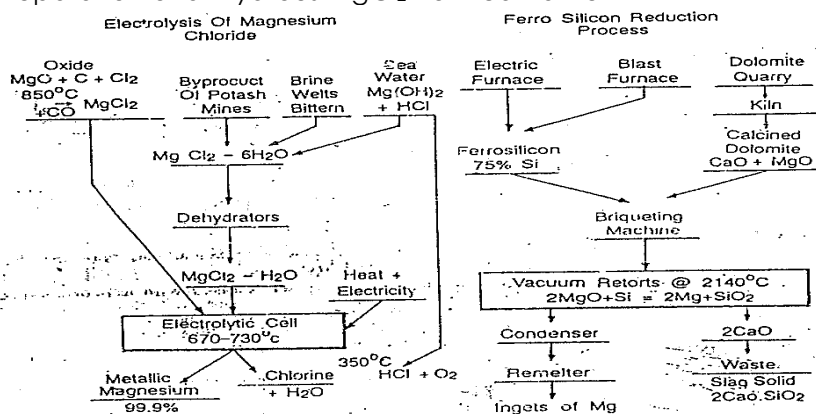 Electrolysis Of Magnesium
Chloride
Oxide
MgO + C + Cl2
850°C
+CO → MgCl2
Byprocuct
Of Potash
Mines
Brine
Welts
Bittern
Sea
Water
Mg(OH)2
+ HCl
Mg Cl2 – 6H2O
Dehydrators
MgCl2 – H2O
Heat +
Electricity
Electrolytic Cell
670–730°c
Metallic
Magnesium
99.9%
Chlorine
+ H2O
350°C
HCl + O2
Ferro Silicon Reduction
Process
Electric
Furnace
Blast
Furnace
Dolomite
Quarry
Kiln
Calcined
Dolomite
CaO + MgO
Ferrosilicon
75% Si
Briqueting
Machine
Vacuum Retorts @ 2140°C
2MgO+Si = 2Mg+SiO2
Condenser
Remelter
Ingets of Mg
2CaO
Waste
Slag Solid
2Cao.SiO2